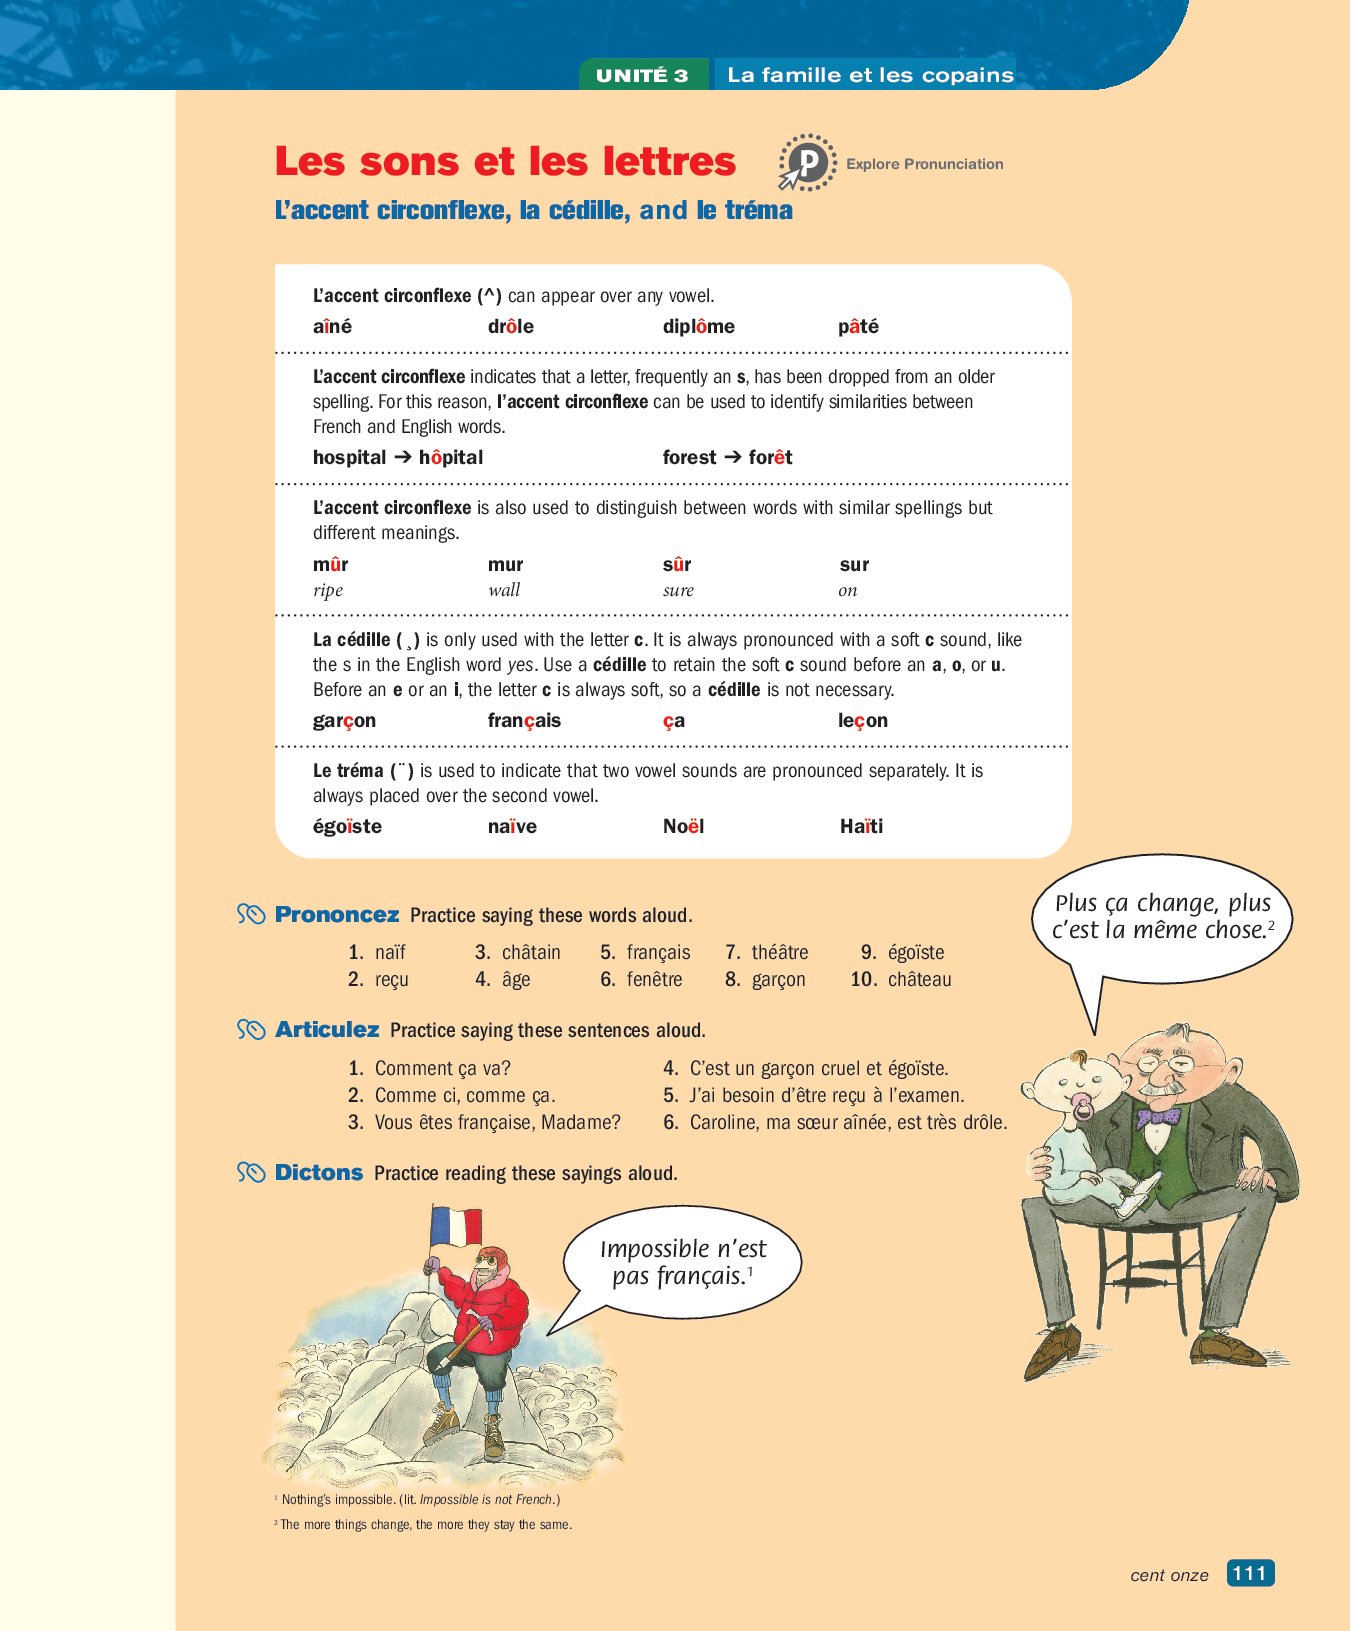 UNITÉ 3 La famille et les copains
Les sons et les lettres
P Explore Pronunciation
L'accent circonflexe, la cédille, and le tréma
L'accent circonflexe (^) can appear over any vowel.
aîné drôle diplôme pâté
L'accent circonflexe indicates that a letter, frequently an s, has been dropped from an older
spelling. For this reason, l'accent circonflexe can be used to identify similarities between
French and English words.
hospital ➔ hôpital forest ➔ forêt
L'accent circonflexe is also used to distinguish between words with similar spellings but
different meanings.
mûr mur sûr sur
ripe wall sure on
La cédille (¸) is only used with the letter c. It is always pronounced with a soft c sound, like
the s in the English word yes. Use a cédille to retain the soft c sound before an a, o, or u.
Before an e or an i, the letter c is always soft, so a cédille is not necessary.
garçon français ça leçon
Le tréma (¨) is used to indicate that two vowel sounds are pronounced separately. It is
always placed over the second vowel.
égoïste naïve Noël Haïti
Prononcez Practice saying these words aloud.
1. naïf 3. châtain 5. français 7. théâtre 9. égoïste
2. reçu 4. âge 6. fenêtre 8. garçon 10. château
Articulez Practice saying these sentences aloud.
1. Comment ça va? 4. C'est un garçon cruel et égoïste.
2. Comme ci, comme ça. 5. J'ai besoin d'être reçu à l'examen.
3. Vous êtes française, Madame? 6. Caroline, ma sœur aînée, est très drôle.
Dictons Practice reading these sayings aloud.
Plus ça change, plus
c'est la même chose.²
Impossible n'est
pas français.¹
¹ Nothing's impossible. (lit. Impossible is not French.)
² The more things change, the more they stay the same.
cent onze 111